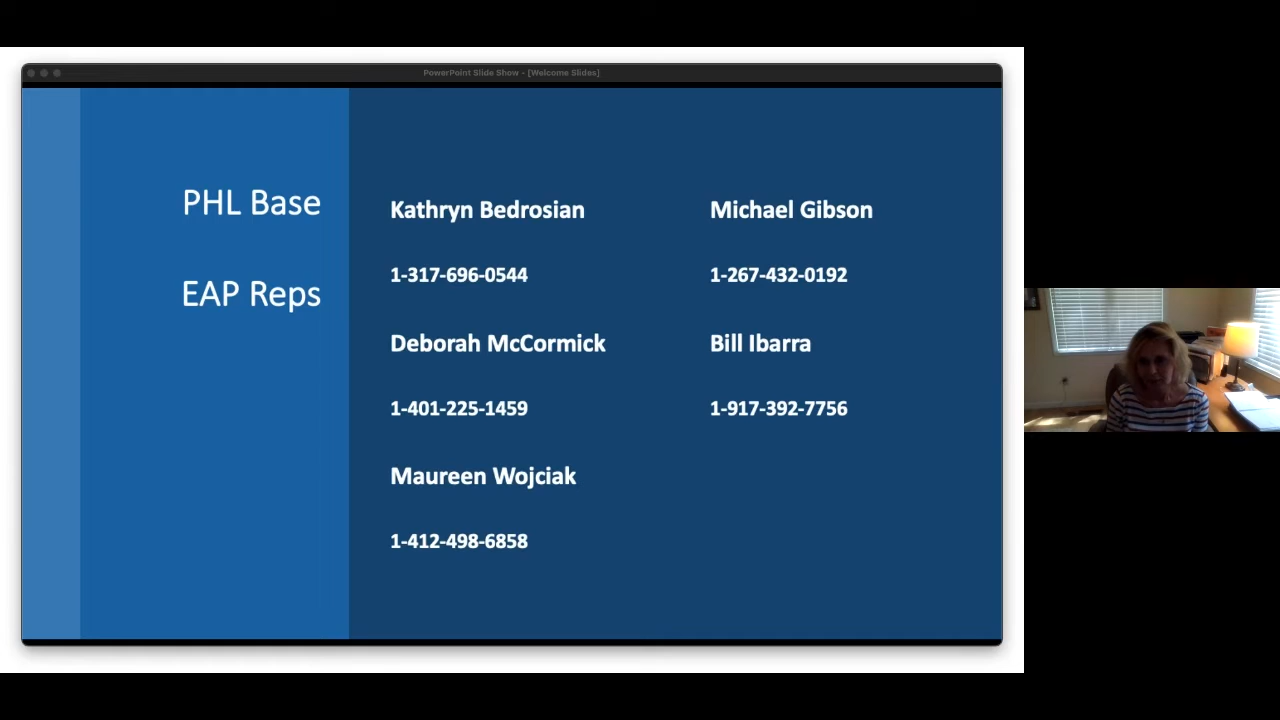 PowerPoint Slide Show - [Welcome Slides]
PHL Base
EAP Reps
Kathryn Bedrosian
1-317-696-0544
Deborah McCormick
1-401-225-1459
Maureen Wojciak
1-412-498-6858
Michael Gibson
1-267-432-0192
Bill Ibarra
1-917-392-7756